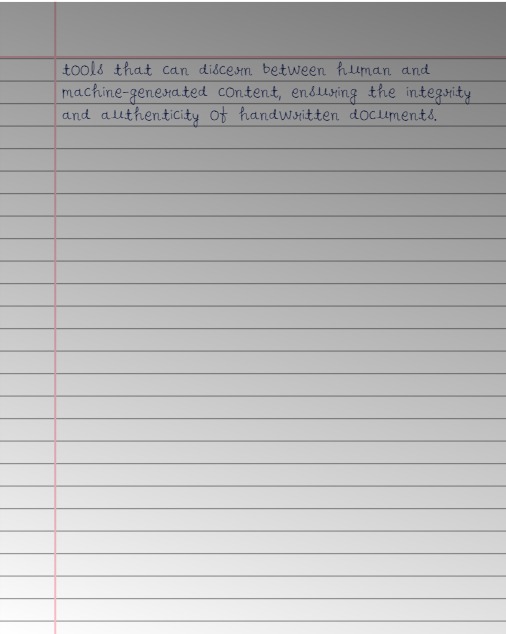 tools that can discern between human and
machine-generated content, ensuring the integrity
and authenticity of handwritten documents.